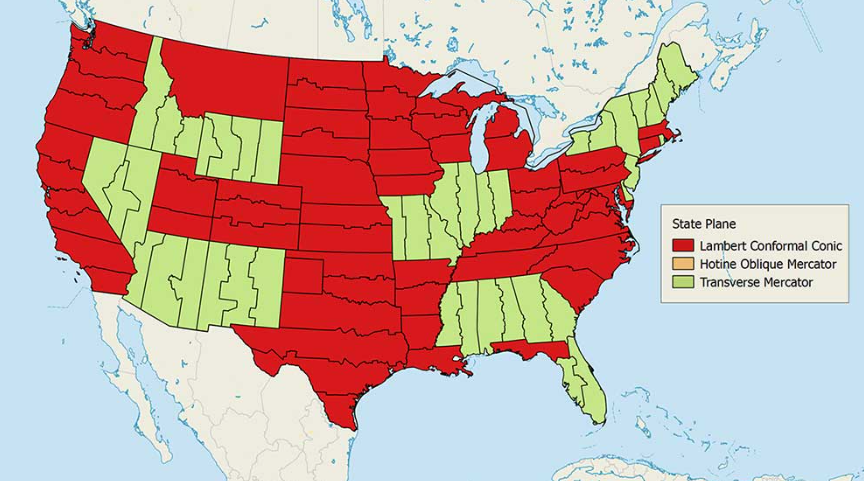 State Plane
Lambert Conformal Conic
Hotine Oblique Mercator
Transverse Mercator